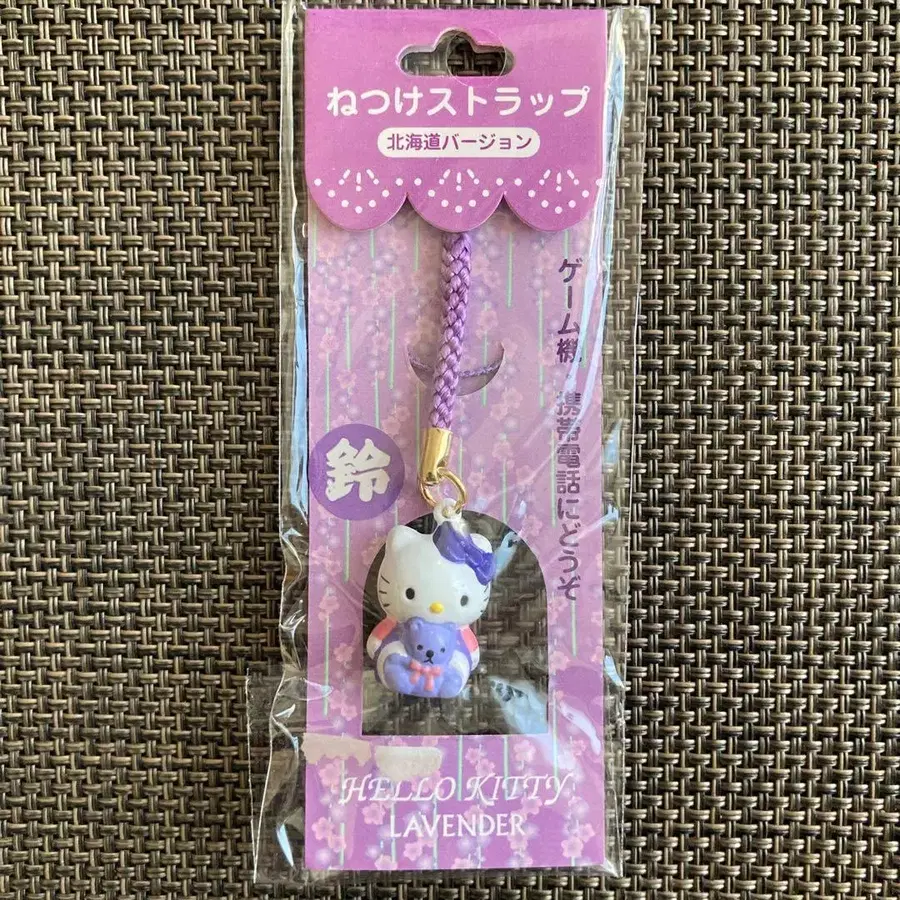 ねつけストラップ
北海道バージョン
ゲーム機、携帯電話にどうぞ
鈴
HELLO KITTY
LAVENDER